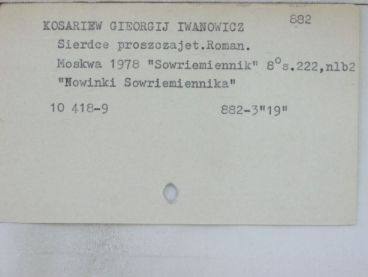 882
KOSARIEW GIEORGIJ IWANOWICZ
Sierdce proszczajet.Roman.
Moskwa 1978 "Sowriemiennik" 8°s.222,nlb2
"Nowinki Sowriemiennika"
10 418-9 882-3"19"